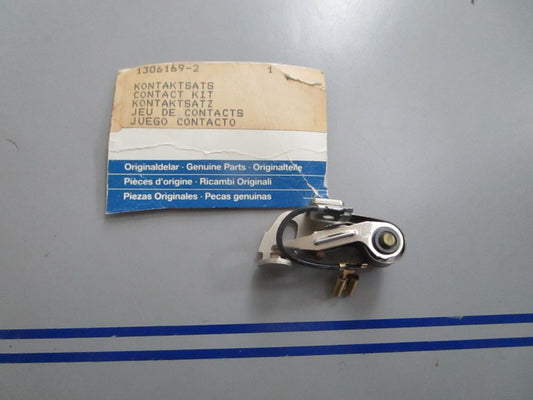 1306169-2 1
KONTAKTSATS
CONTACT KIT
KONTAKTSATZ
JEU DE CONTACTS
JUEGO CONTACTO
Originaldelar · Genuine Parts · Originalteile
Pièces d'origine · Ricambi Originali
Piezas Originales · Peças genuinas